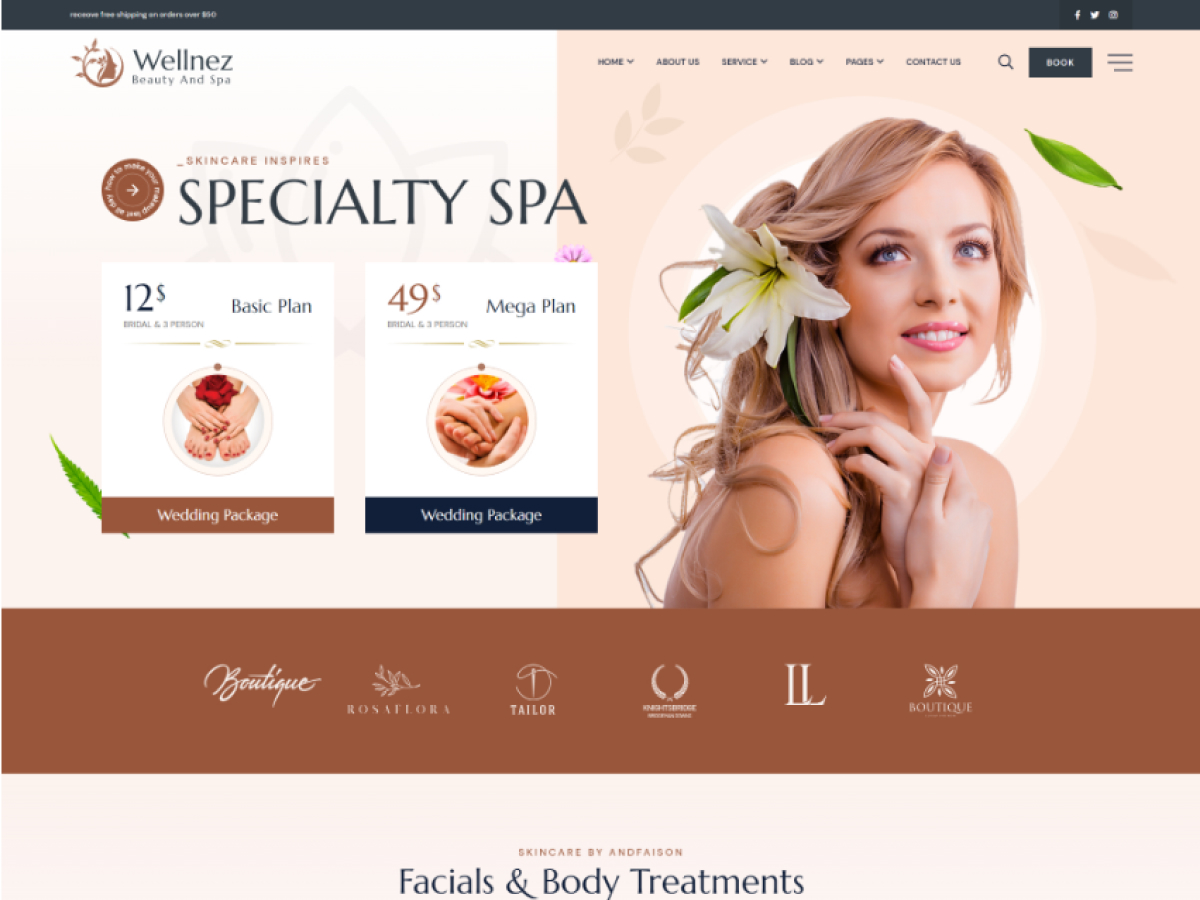 receove free shipping on orders over $50
Wellnez
Beauty And Spa
HOME
ABOUT US
SERVICE
BLOG
PAGES
CONTACT US
BOOK
how to make your makeup last all day
_SKINCARE INSPIRES
SPECIALTY SPA
12$
Basic Plan
BRIDAL & 3 PERSON
Wedding Package
49$
Mega Plan
BRIDAL & 3 PERSON
Wedding Package
Boutique
ROSAFLORA
TAILOR
KNIGHTSBRIDGE
LL
BOUTIQUE
SKINCARE BY ANDFAISON
Facials & Body Treatments